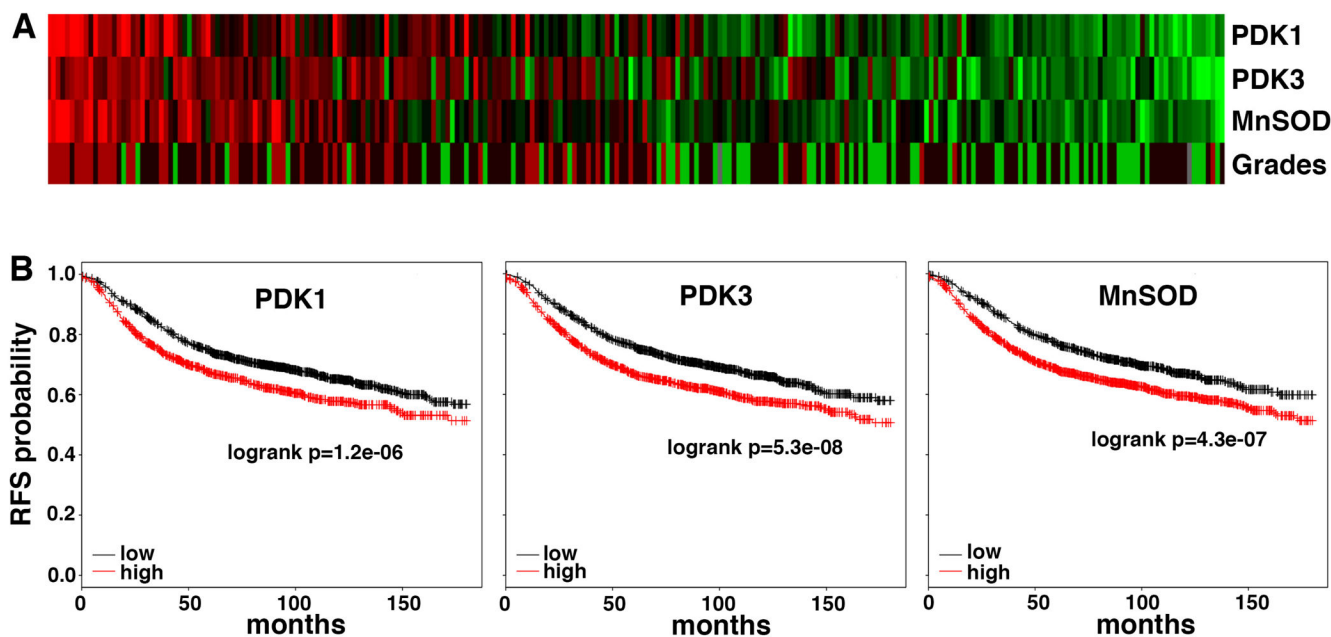 A
PDK1
PDK3
MnSOD
Grades
B
RFS probability
1.0
0.8
0.6
0.4
0.2
0.0
PDK1
logrank p=1.2e-06
low
high
0 50 100 150
months
PDK3
logrank p=5.3e-08
low
high
0 50 100 150
months
MnSOD
logrank p=4.3e-07
low
high
0 50 100 150
months